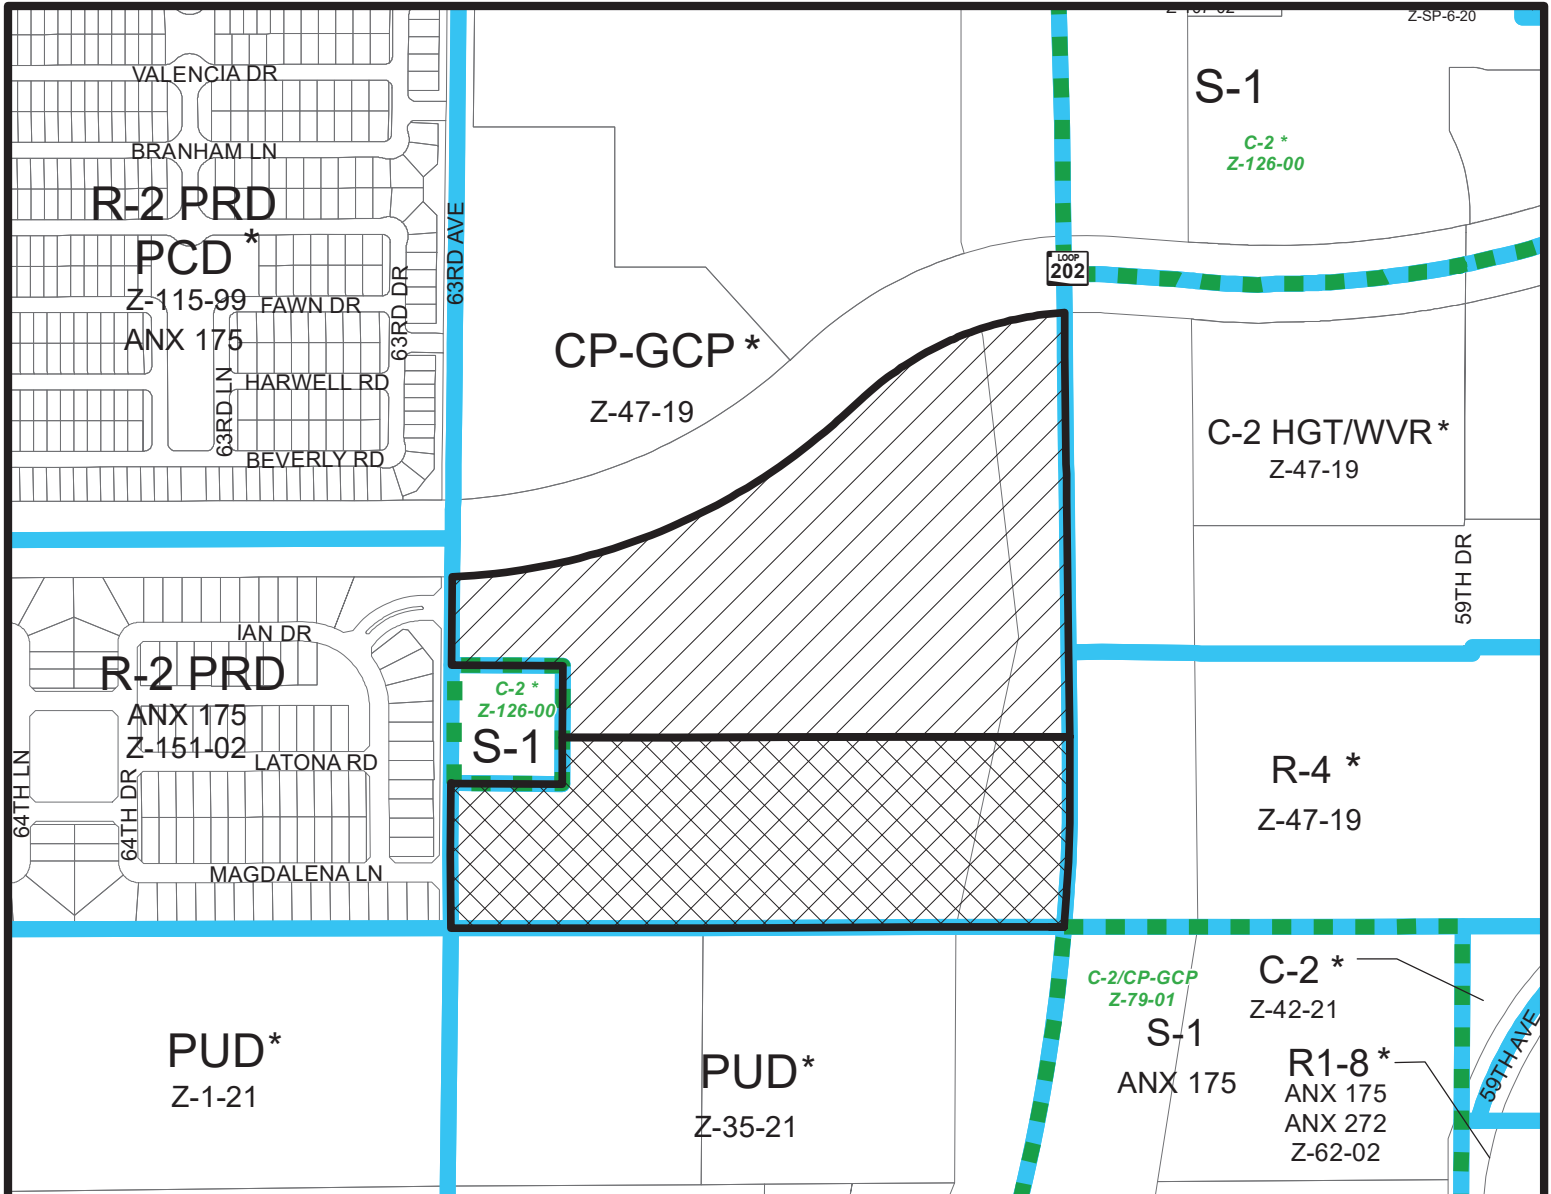 Z-SP-6-20
VALENCIA DR
S-1
C-2 *
Z-126-00
BRANHAM LN
R-2 PRD
PCD *
Z-115-99
ANX 175
FAWN DR
63RD DR
63RD AVE
LOOP
202
CP-GCP *
Z-47-19
HARWELL RD
63RD LN
BEVERLY RD
C-2 HGT/WVR *
Z-47-19
59TH DR
IAN DR
R-2 PRD
ANX 175
Z-151-02
LATONA RD
64TH LN
64TH DR
MAGDALENA LN
C-2 *
Z-126-00
S-1
R-4 *
Z-47-19
PUD*
Z-1-21
PUD*
Z-35-21
C-2/CP-GCP
Z-79-01
S-1
ANX 175
C-2 *
Z-42-21
R1-8 *
ANX 175
ANX 272
Z-62-02
59TH AVE